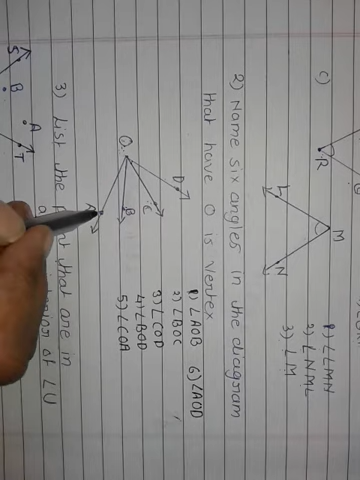 C)
R
L
M
N
1) ∠LMN
2) ∠NML
3) ∠M
2) Name six angles in the diagram
that have O is vertex
O
D
C
B
A
1) ∠AOB
2) ∠BOC
3) ∠COD
4) ∠BOD
5) ∠COA
6) ∠AOD
3) List the that are in
of ∠U
S
B
A
T